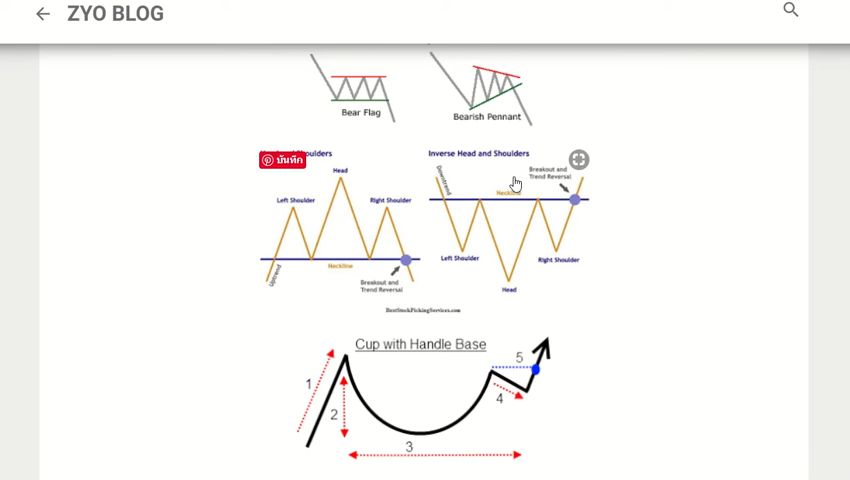 ZYO BLOG
Bear Flag
Bearish Pennant
Shoulders
บันทึก
Inverse Head and Shoulders
Head
Left Shoulder
Right Shoulder
Uptrend
Neckline
Breakout and
Trend Reversal
Downtrend
Breakout and
Trend Reversal
Neckline
Left Shoulder
Right Shoulder
Head
BestStockPickingServices.com
Cup with Handle Base
1
2
3
4
5